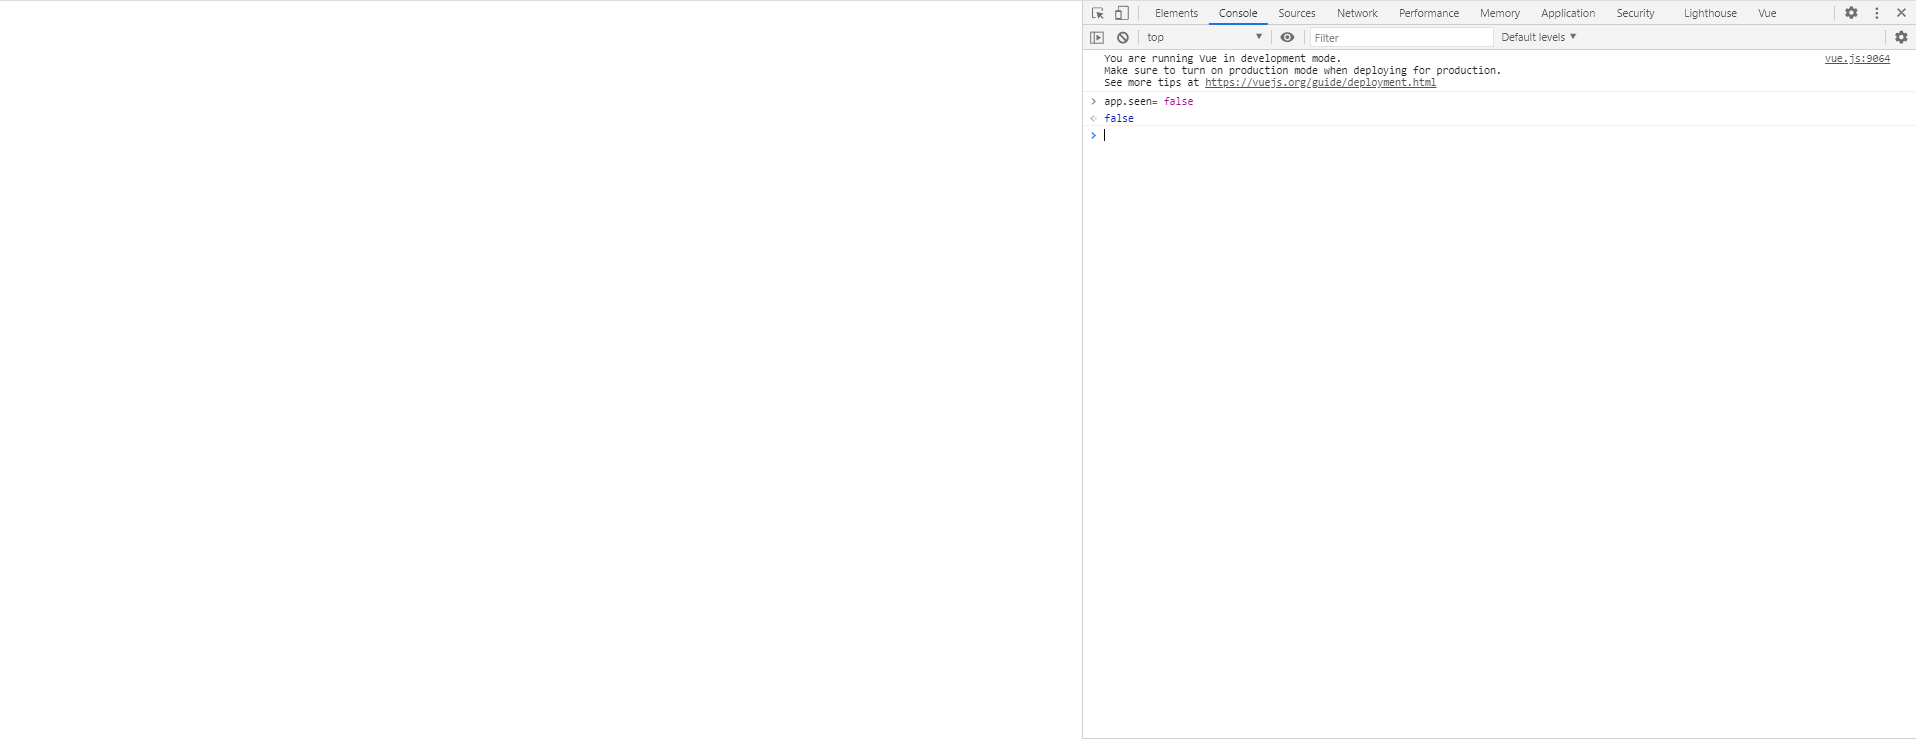 Elements Console Sources Network Performance Memory Application Security Lighthouse Vue
top Filter Default levels
You are running Vue in development mode. vue.js:9064
Make sure to turn on production mode when deploying for production.
See more tips at https://vuejs.org/guide/deployment.html
app.seen= false
false